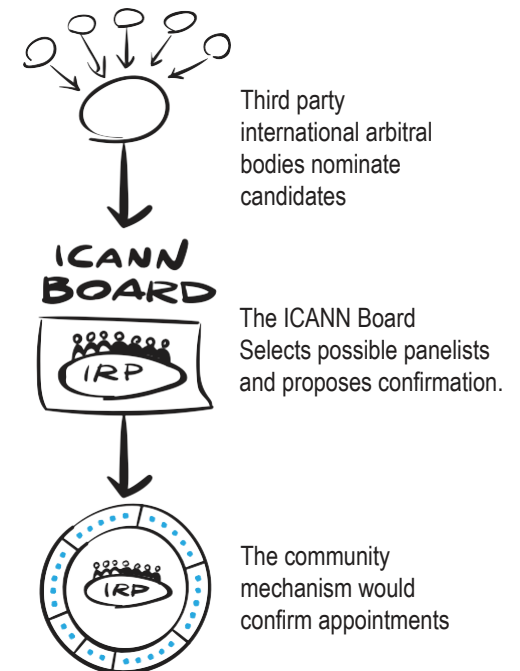 Third party
international arbitral
bodies nominate
candidates
ICANN
BOARD
IRP
The ICANN Board
Selects possible panelists
and proposes confirmation.
IRP
The community
mechanism would
confirm appointments